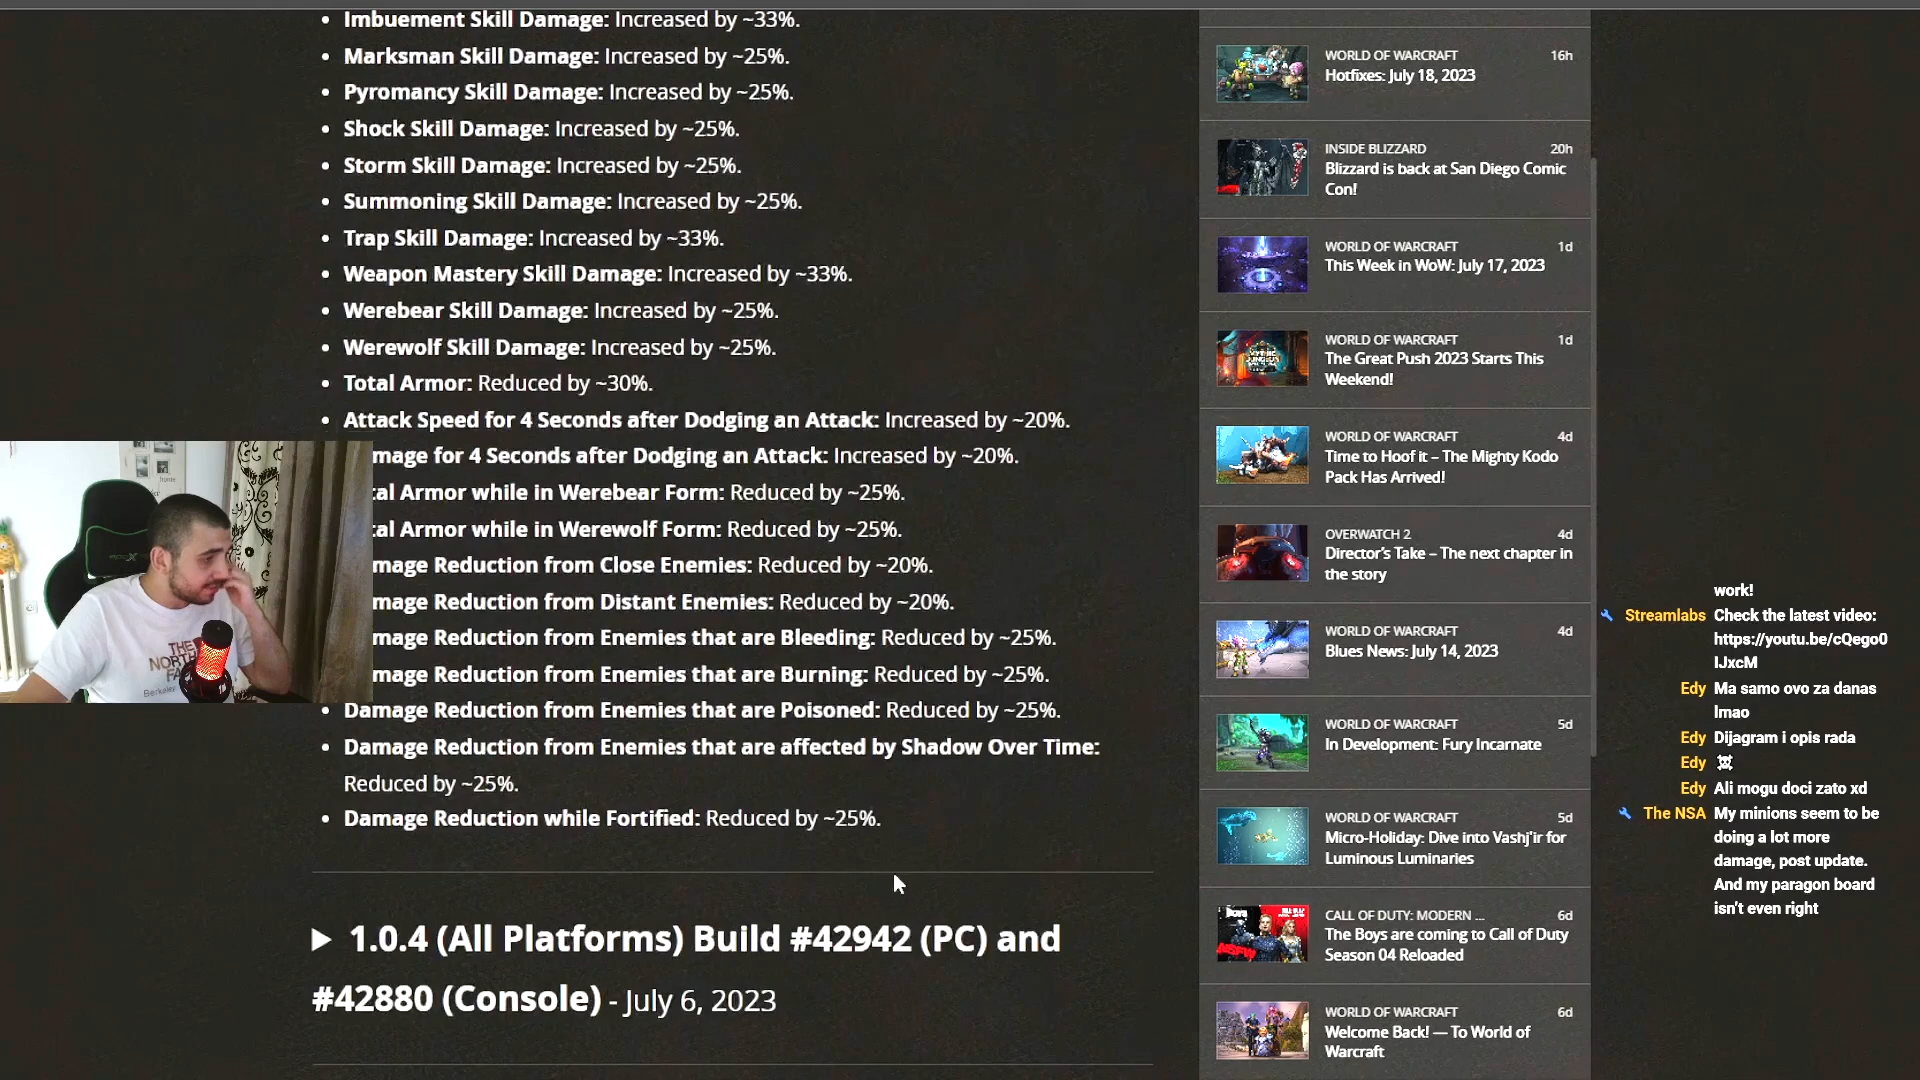 Imbuement Skill Damage: Increased by ~33%.
Marksman Skill Damage: Increased by ~25%.
Pyromancy Skill Damage: Increased by ~25%.
Shock Skill Damage: Increased by ~25%.
Storm Skill Damage: Increased by ~25%.
Summoning Skill Damage: Increased by ~25%.
Trap Skill Damage: Increased by ~33%.
Weapon Mastery Skill Damage: Increased by ~33%.
Werebear Skill Damage: Increased by ~25%.
Werewolf Skill Damage: Increased by ~25%.
Total Armor: Reduced by ~30%.
Attack Speed for 4 Seconds after Dodging an Attack: Increased by ~20%.
mage for 4 Seconds after Dodging an Attack: Increased by ~20%.
tal Armor while in Werebear Form: Reduced by ~25%.
tal Armor while in Werewolf Form: Reduced by ~25%.
mage Reduction from Close Enemies: Reduced by ~20%.
mage Reduction from Distant Enemies: Reduced by ~20%.
mage Reduction from Enemies that are Bleeding: Reduced by ~25%.
mage Reduction from Enemies that are Burning: Reduced by ~25%.
Damage Reduction from Enemies that are Poisoned: Reduced by ~25%.
Damage Reduction from Enemies that are affected by Shadow Over Time:
Reduced by ~25%.
Damage Reduction while Fortified: Reduced by ~25%.
1.0.4 (All Platforms) Build #42942 (PC) and
#42880 (Console) - July 6, 2023
WORLD OF WARCRAFT 16h
Hotfixes: July 18, 2023
INSIDE BLIZZARD 20h
Blizzard is back at San Diego Comic
Con!
WORLD OF WARCRAFT 1d
This Week in WoW: July 17, 2023
WORLD OF WARCRAFT 1d
The Great Push 2023 Starts This
Weekend!
WORLD OF WARCRAFT 4d
Time to Hoof it – The Mighty Kodo
Pack Has Arrived!
OVERWATCH 2 4d
Director's Take – The next chapter in
the story
WORLD OF WARCRAFT 4d
Blues News: July 14, 2023
WORLD OF WARCRAFT 5d
In Development: Fury Incarnate
WORLD OF WARCRAFT 5d
Micro-Holiday: Dive into Vashj'ir for
Luminous Luminaries
CALL OF DUTY: MODERN ... 6d
The Boys are coming to Call of Duty
Season 04 Reloaded
WORLD OF WARCRAFT 6d
Welcome Back! — To World of
Warcraft
work!
Streamlabs Check the latest video:
https://youtu.be/cQego0
IJxcM
Edy Ma samo ovo za danas
lmao
Edy Dijagram i opis rada
Edy ☠
Edy Ali mogu doci zato xd
The NSA My minions seem to be
doing a lot more
damage, post update.
And my paragon board
isn't even right
THE
NORT
FA